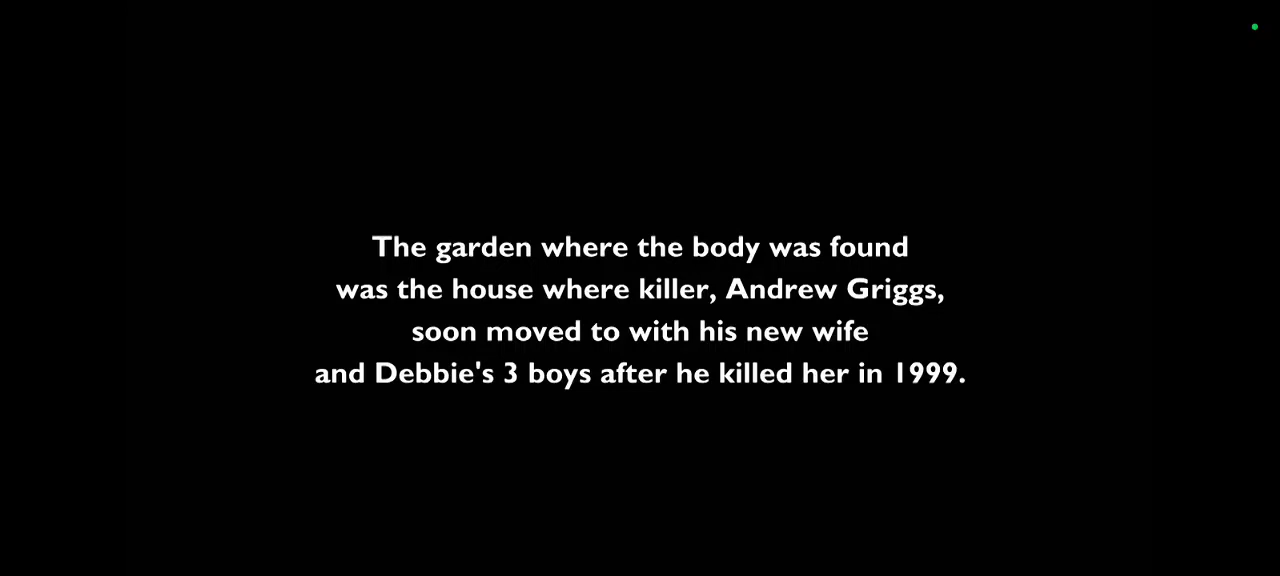 The garden where the body was found
was the house where killer, Andrew Griggs,
soon moved to with his new wife
and Debbie's 3 boys after he killed her in 1999.